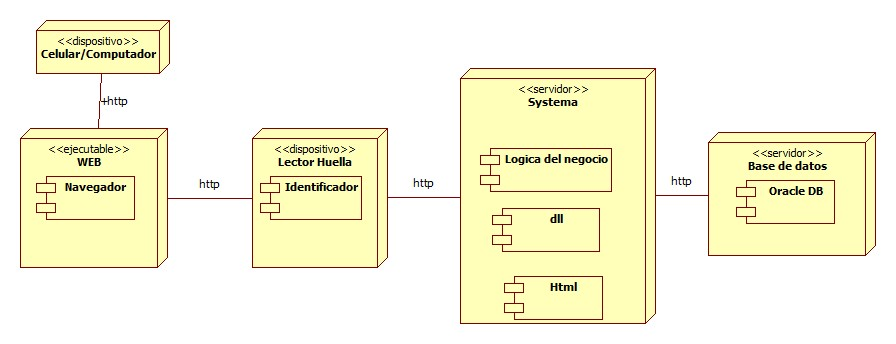 <<dispositivo>>
Celular/Computador
+http
<<ejecutable>>
WEB
Navegador
http
<<dispositivo>>
Lector Huella
Identificador
http
<<servidor>>
Systema
Logica del negocio
dll
Html
http
<<servidor>>
Base de datos
Oracle DB